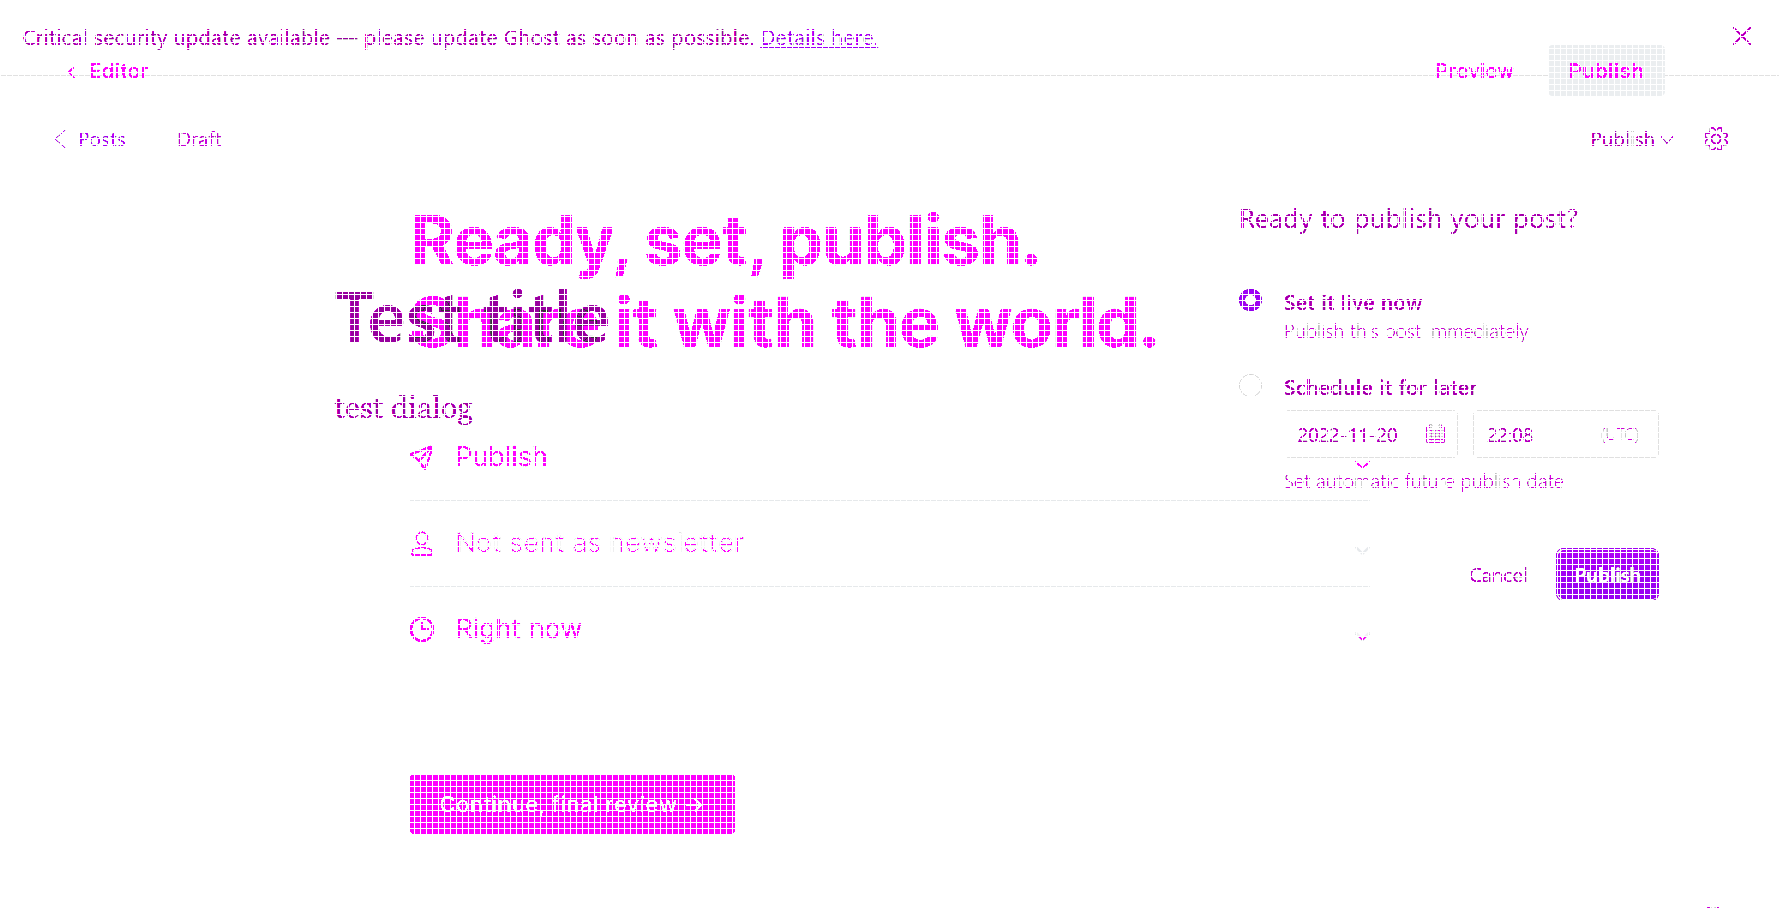 Critical security update available — please update Ghost as soon as possible. Details here.
Editor
Preview
Publish
Posts
Draft
Publish
Ready, set, publish.
Share it with the world.
Test title
test dialog
Publish
Not sent as newsletter
Right now
Continue, final review →
Ready to publish your post?
Set it live now
Publish this post immediately
Schedule it for later
2022-11-20
22:08
(UTC)
Set automatic future publish date
Cancel
Publish